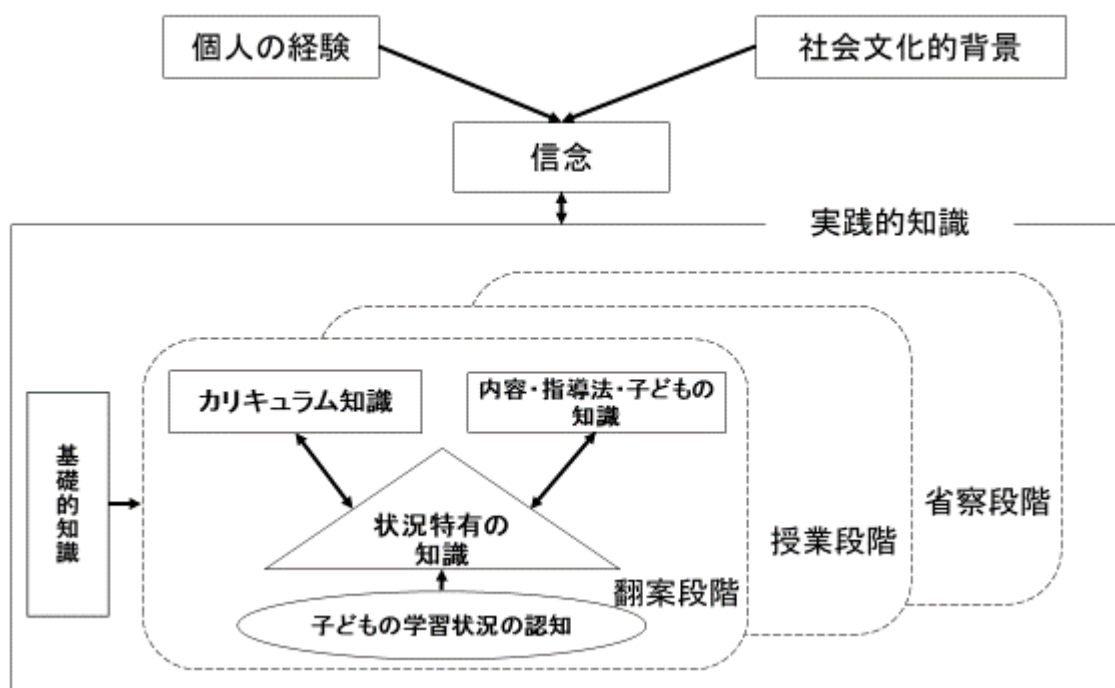 個人の経験
社会文化的背景
信念
実践的知識
カリキュラム知識
内容・指導法・子どもの
知識
基礎的知識
状況特有の
知識
子どもの学習状況の認知
翻案段階
授業段階
省察段階